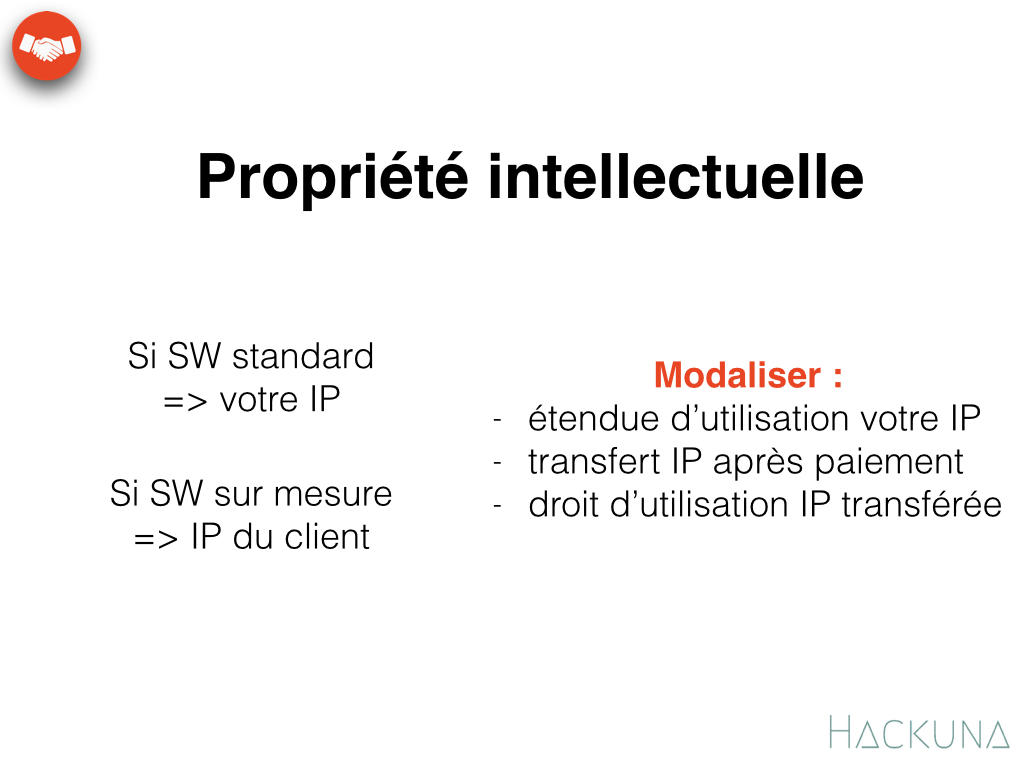 Propriété intellectuelle
Si SW standard
=> votre IP
Si SW sur mesure
=> IP du client
Modaliser :
- étendue d’utilisation votre IP
- transfert IP après paiement
- droit d’utilisation IP transférée
HACKUNA